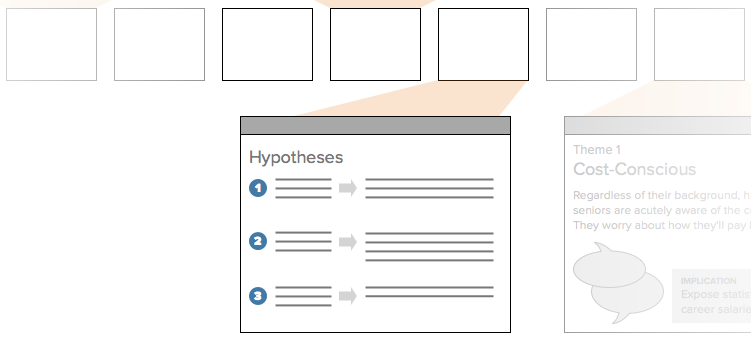 Hypotheses
1
2
3
Theme 1
Cost-Conscious
Regardless of their background, h
seniors are acutely aware of the c
They worry about how they'll pay
IMPLICATION
Expose statis
career salarie